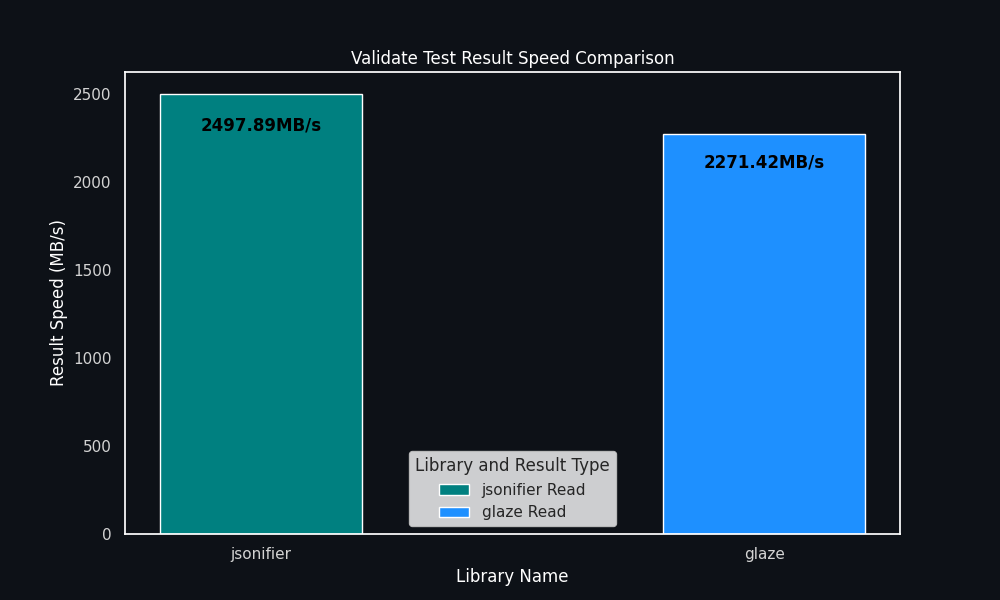 Validate Test Result Speed Comparison
Result Speed (MB/s)
2500
2000
1500
1000
500
0
2497.89MB/s
2271.42MB/s
Library and Result Type
jsonifier Read
glaze Read
jsonifier
glaze
Library Name